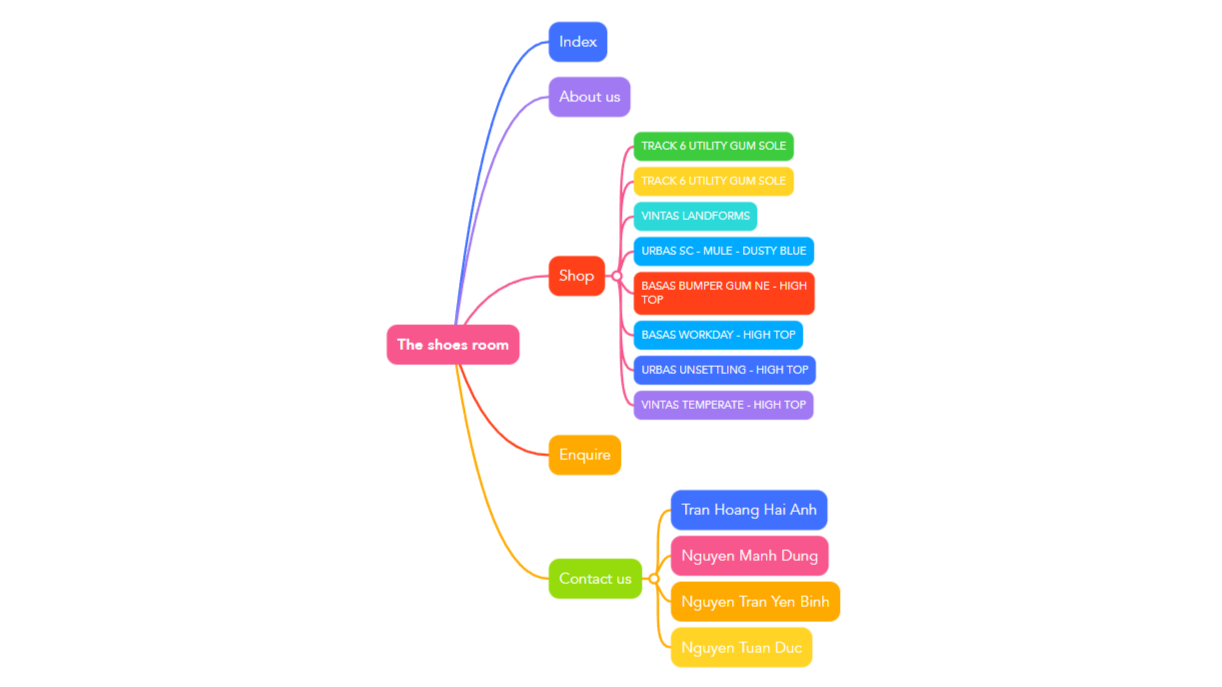 Index
About us
TRACK 6 UTILITY GUM SOLE
TRACK 6 UTILITY GUM SOLE
VINTAS LANDFORMS
URBAS SC - MULE - DUSTY BLUE
Shop
BASAS BUMPER GUM NE - HIGH
TOP
BASAS WORKDAY - HIGH TOP
The shoes room
URBAS UNSETTLING - HIGH TOP
VINTAS TEMPERATE - HIGH TOP
Enquire
Tran Hoang Hai Anh
Nguyen Manh Dung
Contact us
Nguyen Tran Yen Binh
Nguyen Tuan Duc